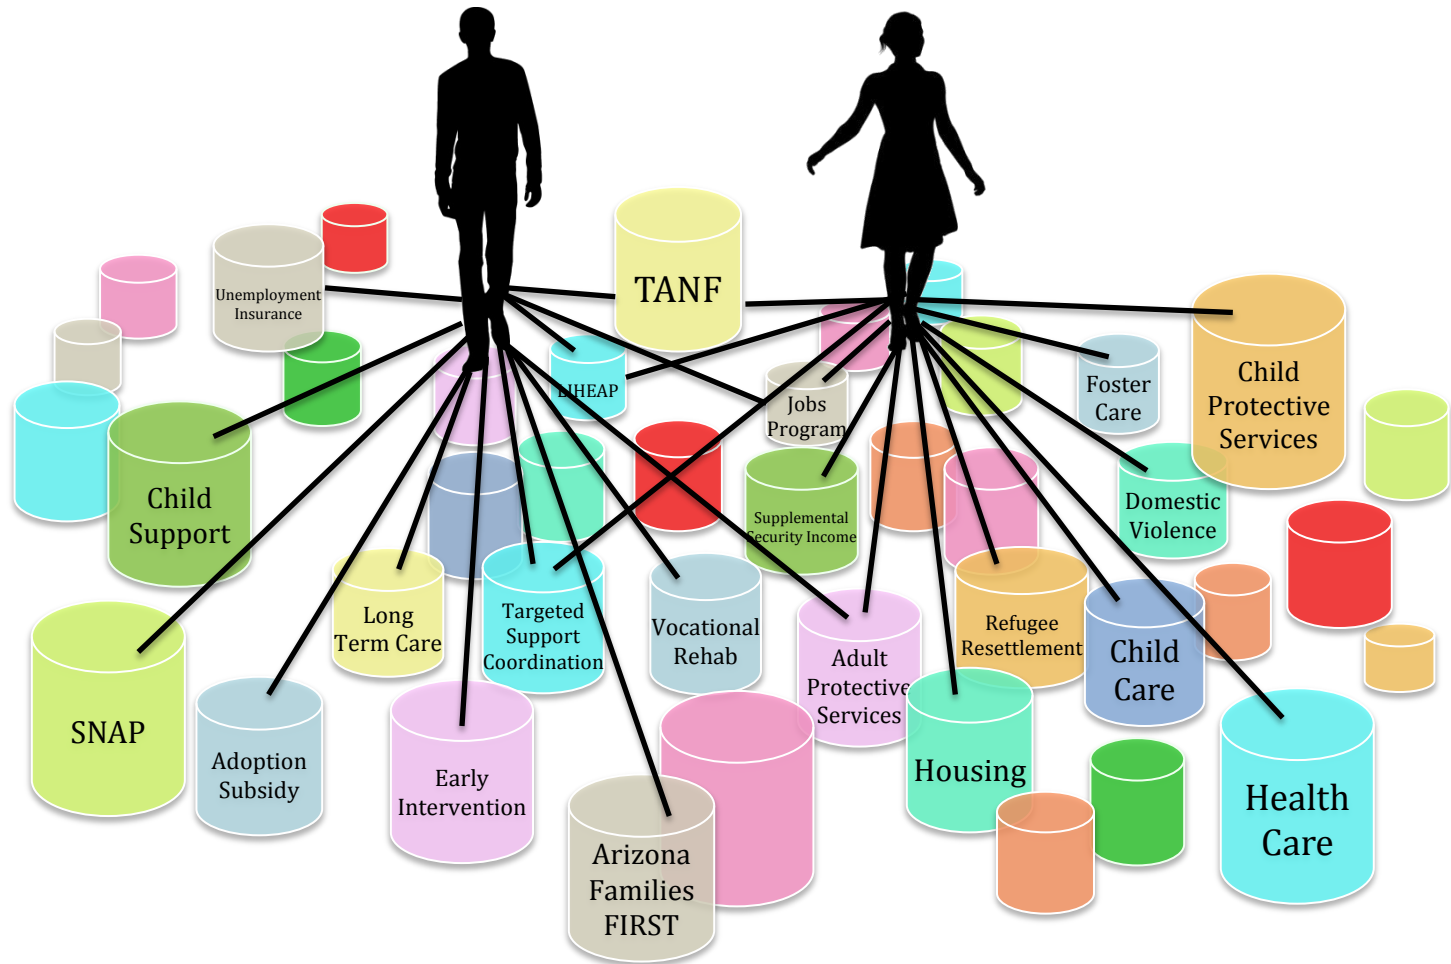 TANF
Unemployment
Insurance
LIHEAP
Jobs
Program
Foster
Care
Child
Protective
Services
Child
Support
Supplemental
Security Income
Domestic
Violence
Long
Term Care
Targeted
Support
Coordination
Vocational
Rehab
Adult
Protective
Services
Refugee
Resettlement
Child
Care
SNAP
Adoption
Subsidy
Early
Intervention
Arizona
Families
FIRST
Housing
Health
Care